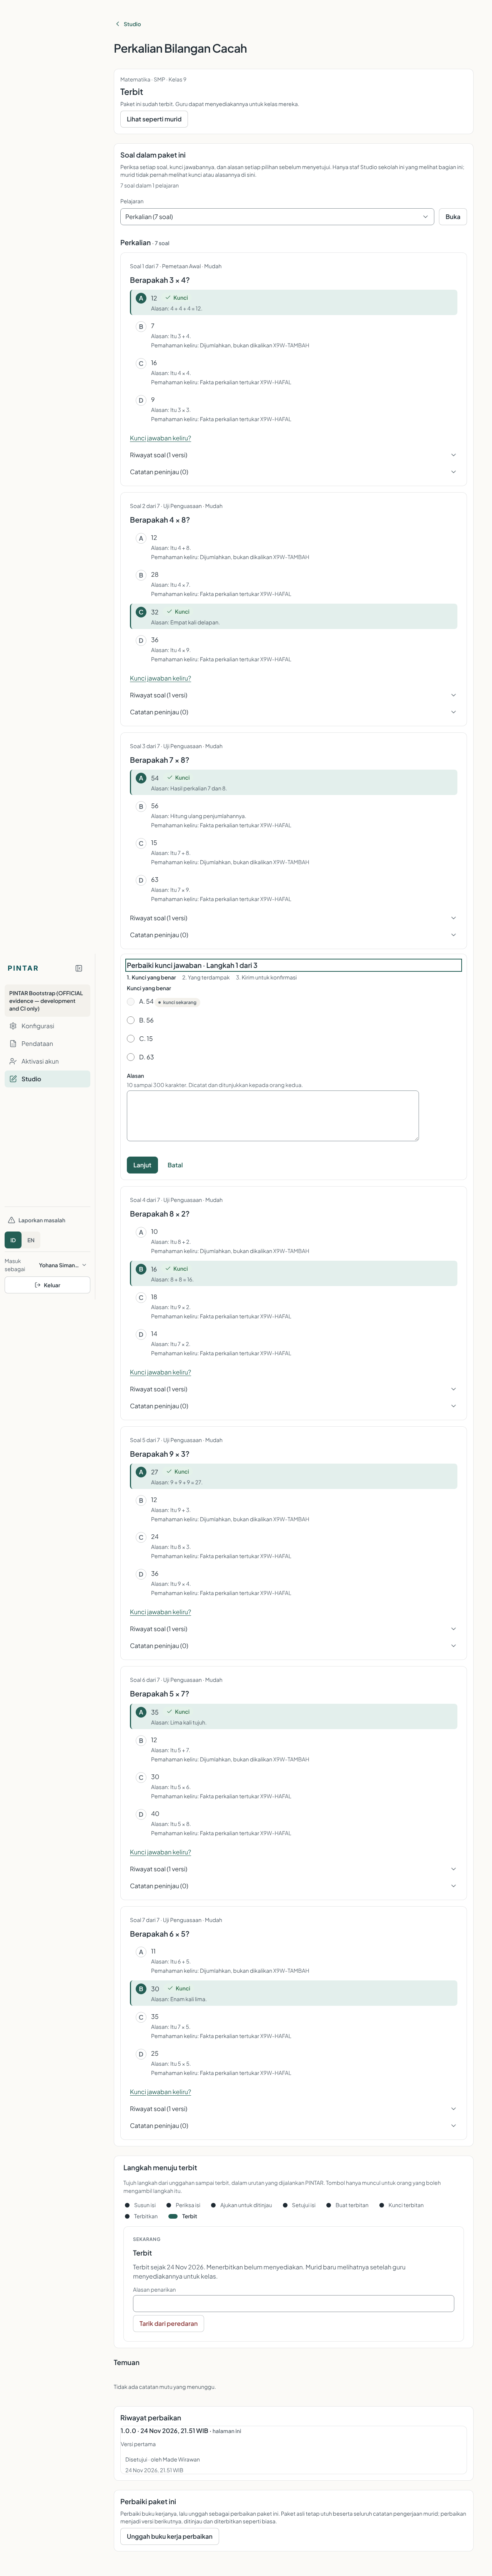 Studio
Perkalian Bilangan Cacah
Matematika · SMP · Kelas 9
Terbit
Paket ini sudah terbit. Guru dapat menyediakannya untuk kelas mereka.
Lihat seperti murid
Soal dalam paket ini
Periksa setiap soal, kunci jawabannya, dan alasan setiap pilihan sebelum menyetujui. Hanya staf Studio sekolah ini yang melihat bagian ini;
murid tidak pernah melihat kunci atau alasannya di sini.
7 soal dalam 1 pelajaran
Pelajaran
Perkalian (7 soal)
Buka
Perkalian · 7 soal
Soal 1 dari 7 · Pemetaan Awal · Mudah
Berapakah 3 × 4?
A 12 Kunci
Alasan: 4 + 4 + 4 = 12.
B 7
Alasan: Itu 3 + 4.
Pemahaman keliru: Dijumlahkan, bukan dikalikan X9W-TAMBAH
C 16
Alasan: Itu 4 × 4.
Pemahaman keliru: Fakta perkalian tertukar X9W-HAFAL
D 9
Alasan: Itu 3 × 3.
Pemahaman keliru: Fakta perkalian tertukar X9W-HAFAL
Kunci jawaban keliru?
Riwayat soal (1 versi)
Catatan peninjau (0)
Soal 2 dari 7 · Uji Penguasaan · Mudah
Berapakah 4 × 8?
A 12
Alasan: Itu 4 + 8.
Pemahaman keliru: Dijumlahkan, bukan dikalikan X9W-TAMBAH
B 28
Alasan: Itu 4 × 7.
Pemahaman keliru: Fakta perkalian tertukar X9W-HAFAL
C 32 Kunci
Alasan: Empat kali delapan.
D 36
Alasan: Itu 4 × 9.
Pemahaman keliru: Fakta perkalian tertukar X9W-HAFAL
Kunci jawaban keliru?
Riwayat soal (1 versi)
Catatan peninjau (0)
Soal 3 dari 7 · Uji Penguasaan · Mudah
Berapakah 7 × 8?
A 54 Kunci
Alasan: Hasil perkalian 7 dan 8.
B 56
Alasan: Hitung ulang penjumlahannya.
Pemahaman keliru: Fakta perkalian tertukar X9W-HAFAL
C 15
Alasan: Itu 7 + 8.
Pemahaman keliru: Dijumlahkan, bukan dikalikan X9W-TAMBAH
D 63
Alasan: Itu 7 × 9.
Pemahaman keliru: Fakta perkalian tertukar X9W-HAFAL
Riwayat soal (1 versi)
Catatan peninjau (0)
PINTAR
PINTAR Bootstrap (OFFICIAL
evidence — development
and CI only)
Konfigurasi
Pendataan
Aktivasi akun
Studio
Laporkan masalah
ID EN
Masuk
sebagai
Yohana Siman...
Keluar
Perbaiki kunci jawaban · Langkah 1 dari 3
1. Kunci yang benar 2. Yang terdampak 3. Kirim untuk konfirmasi
Kunci yang benar
A. 54 kunci sekarang
B. 56
C. 15
D. 63
Alasan
10 sampai 300 karakter. Dicatat dan ditunjukkan kepada orang kedua.
Lanjut
Batal
Soal 4 dari 7 · Uji Penguasaan · Mudah
Berapakah 8 × 2?
A 10
Alasan: Itu 8 + 2.
Pemahaman keliru: Dijumlahkan, bukan dikalikan X9W-TAMBAH
B 16 Kunci
Alasan: 8 + 8 = 16.
C 18
Alasan: Itu 9 × 2.
Pemahaman keliru: Fakta perkalian tertukar X9W-HAFAL
D 14
Alasan: Itu 7 × 2.
Pemahaman keliru: Fakta perkalian tertukar X9W-HAFAL
Kunci jawaban keliru?
Riwayat soal (1 versi)
Catatan peninjau (0)
Soal 5 dari 7 · Uji Penguasaan · Mudah
Berapakah 9 × 3?
A 27 Kunci
Alasan: 9 + 9 + 9 = 27.
B 12
Alasan: Itu 9 + 3.
Pemahaman keliru: Dijumlahkan, bukan dikalikan X9W-TAMBAH
C 24
Alasan: Itu 8 × 3.
Pemahaman keliru: Fakta perkalian tertukar X9W-HAFAL
D 36
Alasan: Itu 9 × 4.
Pemahaman keliru: Fakta perkalian tertukar X9W-HAFAL
Kunci jawaban keliru?
Riwayat soal (1 versi)
Catatan peninjau (0)
Soal 6 dari 7 · Uji Penguasaan · Mudah
Berapakah 5 × 7?
A 35 Kunci
Alasan: Lima kali tujuh.
B 12
Alasan: Itu 5 + 7.
Pemahaman keliru: Dijumlahkan, bukan dikalikan X9W-TAMBAH
C 30
Alasan: Itu 5 × 6.
Pemahaman keliru: Fakta perkalian tertukar X9W-HAFAL
D 40
Alasan: Itu 5 × 8.
Pemahaman keliru: Fakta perkalian tertukar X9W-HAFAL
Kunci jawaban keliru?
Riwayat soal (1 versi)
Catatan peninjau (0)
Soal 7 dari 7 · Uji Penguasaan · Mudah
Berapakah 6 × 5?
A 11
Alasan: Itu 6 + 5.
Pemahaman keliru: Dijumlahkan, bukan dikalikan X9W-TAMBAH
B 30 Kunci
Alasan: Enam kali lima.
C 35
Alasan: Itu 7 × 5.
Pemahaman keliru: Fakta perkalian tertukar X9W-HAFAL
D 25
Alasan: Itu 5 × 5.
Pemahaman keliru: Fakta perkalian tertukar X9W-HAFAL
Kunci jawaban keliru?
Riwayat soal (1 versi)
Catatan peninjau (0)
Langkah menuju terbit
Tujuh langkah dari unggahan sampai terbit, dalam urutan yang dijalankan PINTAR. Tombol hanya muncul untuk orang yang boleh
mengambil langkah itu.
Susun isi Periksa isi Ajukan untuk ditinjau Setujui isi Buat terbitan Kunci terbitan
Terbitkan Terbit
SEKARANG
Terbit
Terbit sejak 24 Nov 2026. Menerbitkan belum menyediakan. Murid baru melihatnya setelah guru
menyediakannya untuk kelas.
Alasan penarikan
Tarik dari peredaran
Temuan
Tidak ada catatan mutu yang menunggu.
Riwayat perbaikan
1.0.0 · 24 Nov 2026, 21.51 WIB · halaman ini
Versi pertama
Disetujui · oleh Made Wirawan
24 Nov 2026, 21.51 WIB
Perbaiki paket ini
Perbaiki buku kerjanya, lalu unggah sebagai perbaikan paket ini. Paket asli tetap utuh beserta seluruh catatan pengerjaan murid; perbaikan
menjadi versi berikutnya, ditinjau dan diterbitkan seperti biasa.
Unggah buku kerja perbaikan